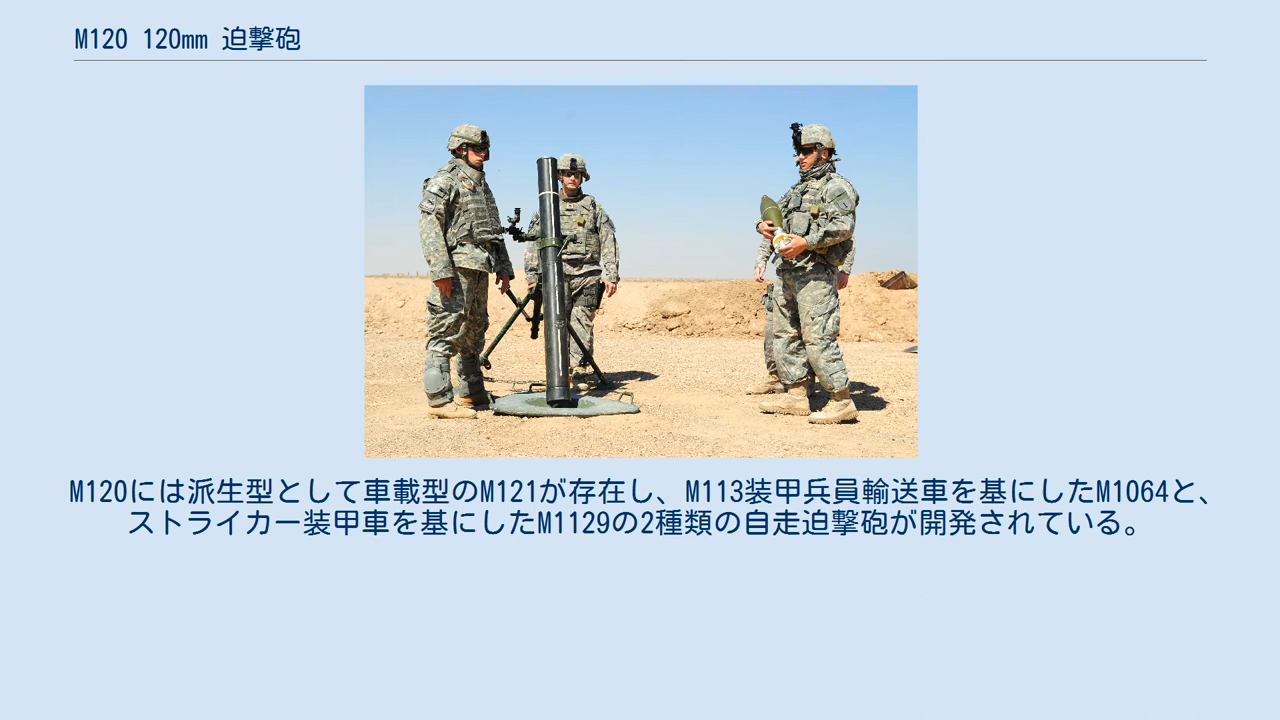 M120 120mm 迫撃砲
M120には派生型として車載型のM121が存在し、M113装甲兵員輸送車を基にしたM1064と、
ストライカー装甲車を基にしたM1129の2種類の自走迫撃砲が開発されている。